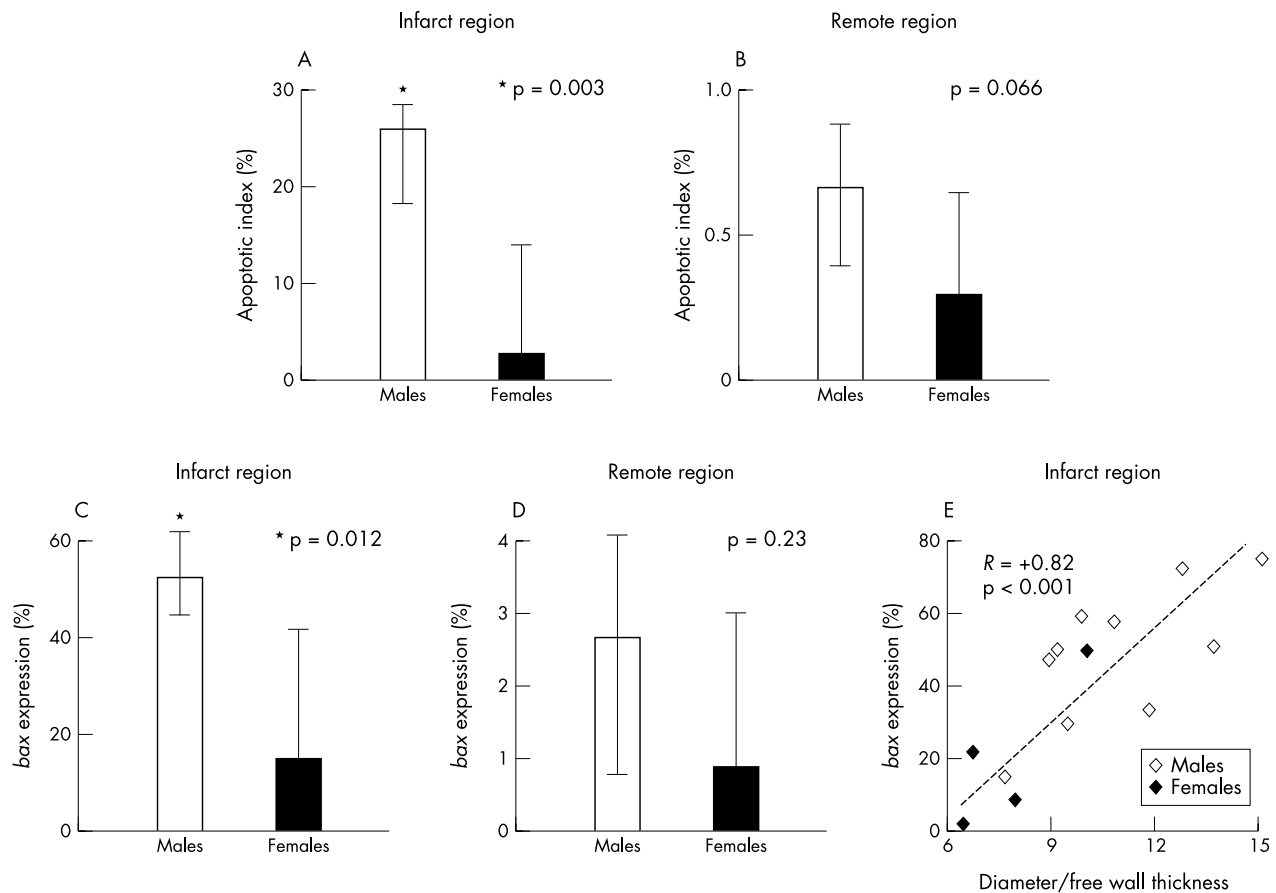 Infarct region
A
30
20
10
0
Apoptotic index (%)
★
★ p = 0.003
Males
Females
Remote region
B
1.0
0.5
0
Apoptotic index (%)
p = 0.066
Males
Females
Infarct region
C
60
40
20
0
bax expression (%)
★
★ p = 0.012
Males
Females
Remote region
D
4
3
2
1
0
bax expression (%)
p = 0.23
Males
Females
Infarct region
E
80
60
40
20
0
bax expression (%)
R = +0.82
p < 0.001
Males
Females
6
9
12
15
Diameter/free wall thickness